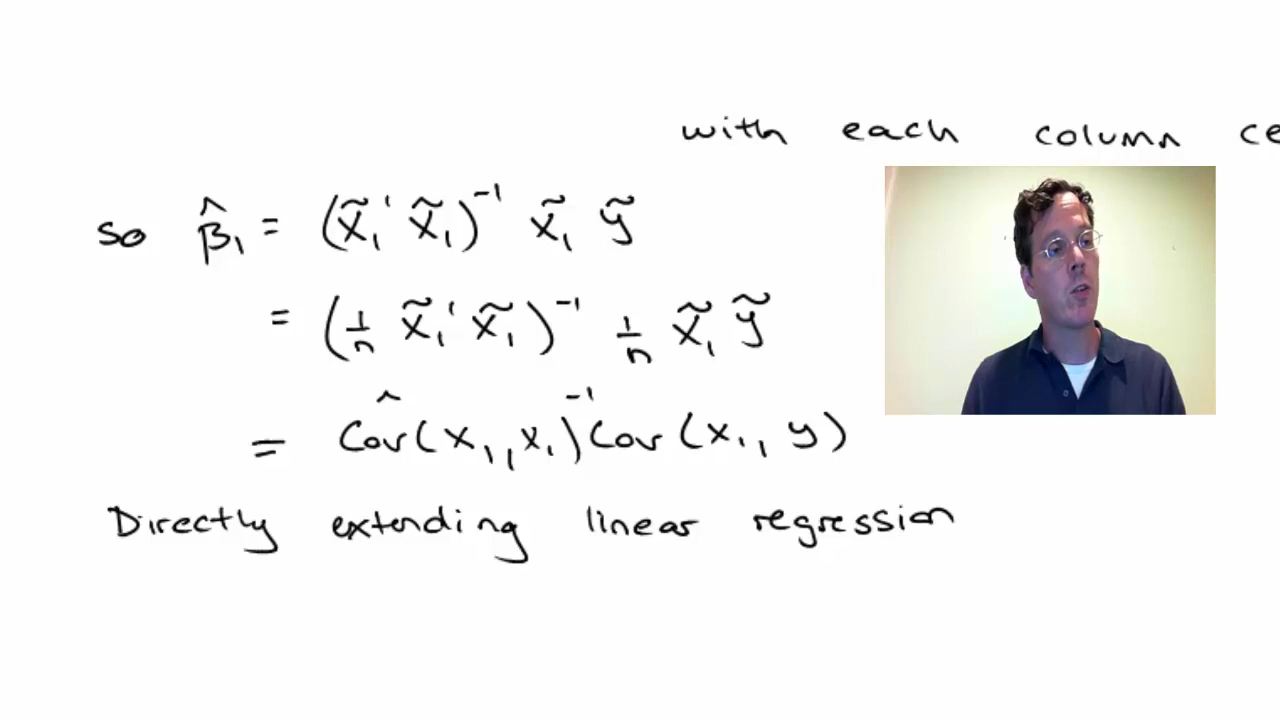 with each column ce
so β̂₁ = (x̃₁' x̃₁)⁻¹ x̃₁ ỹ
= (1/n x̃₁' x̃₁)⁻¹ 1/n x̃₁ ỹ
= Coŝv(x₁, x₁)⁻¹ Cov(x₁, y)
Directly extending linear regression